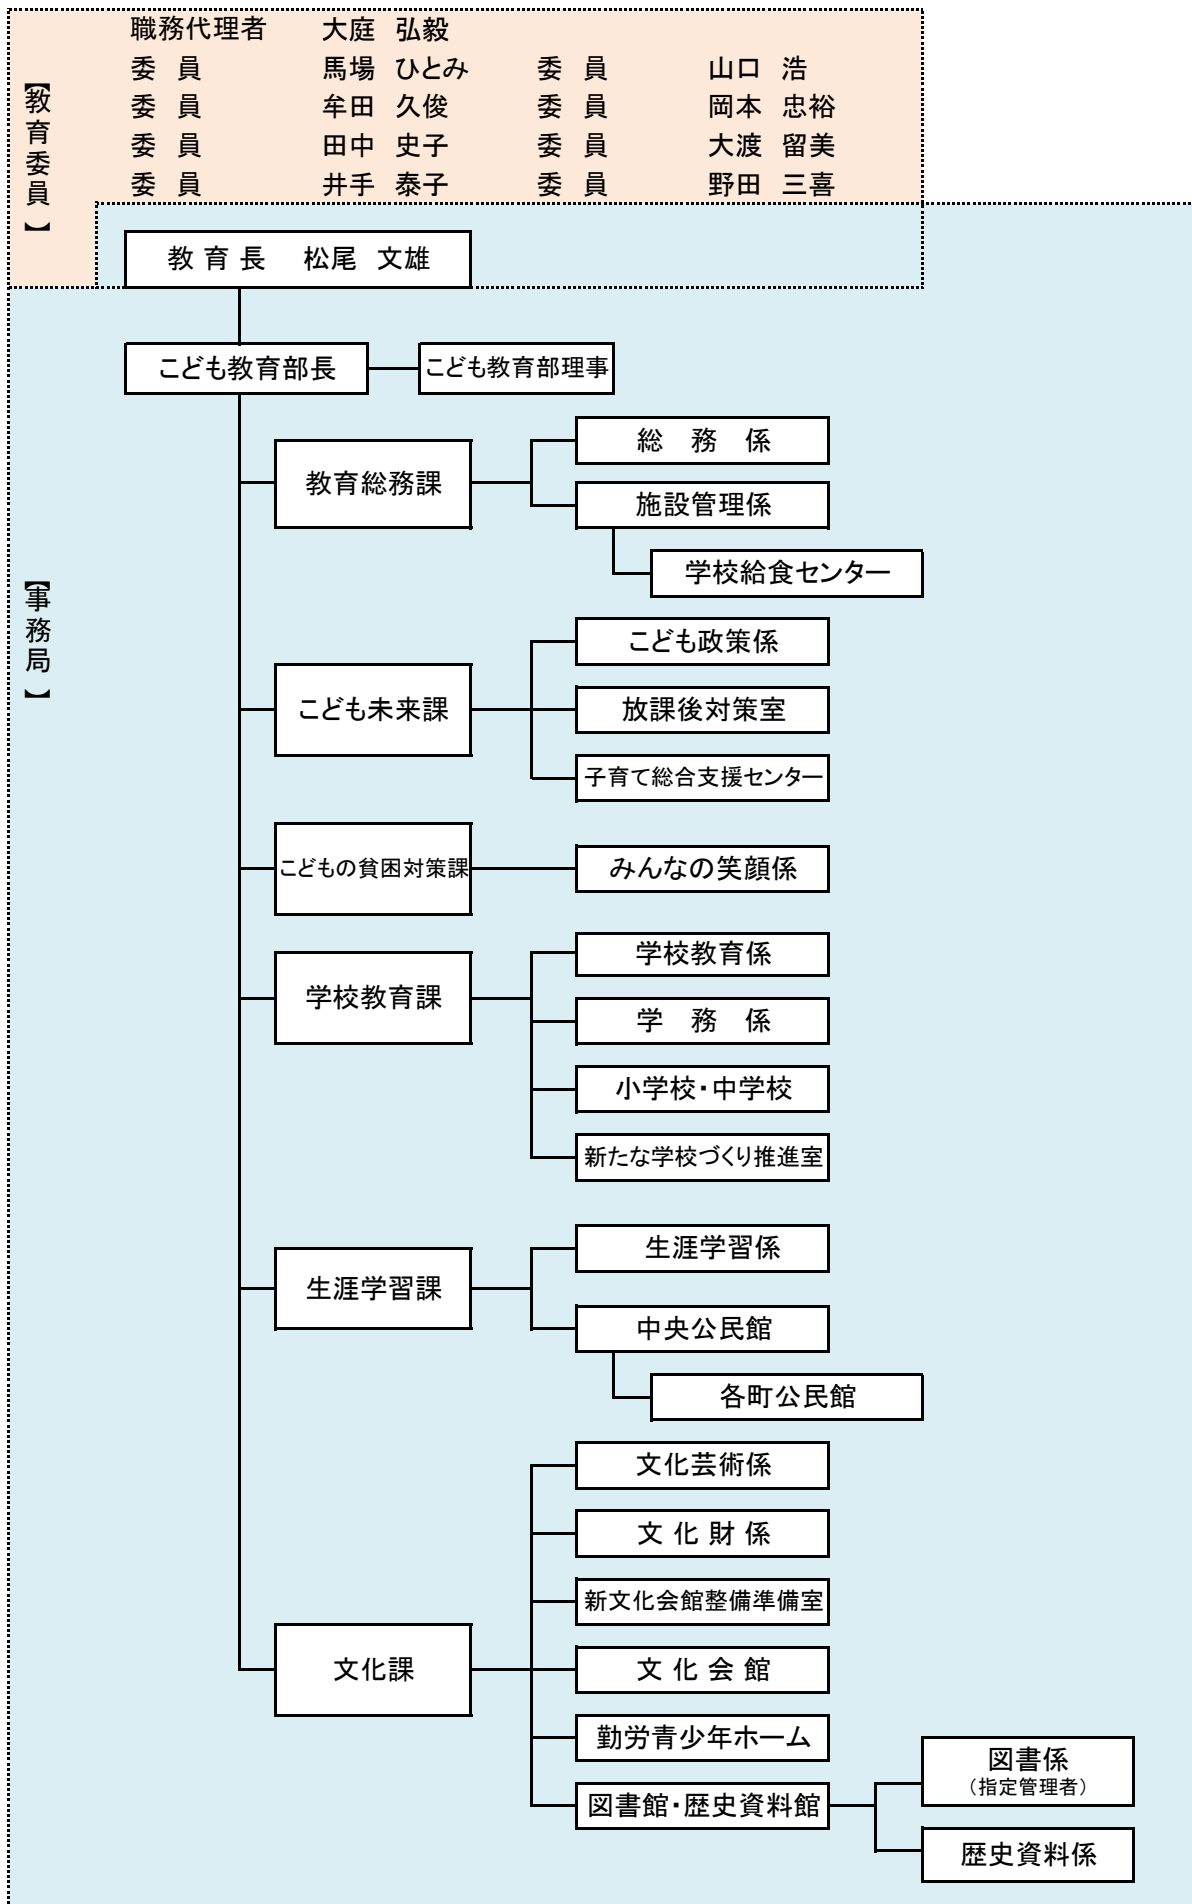 【教育委員】
職務代理者 大庭 弘毅
委 員 馬場 ひとみ 委 員 山口 浩
委 員 牟田 久俊 委 員 岡本 忠裕
委 員 田中 史子 委 員 大渡 留美
委 員 井手 泰子 委 員 野田 三喜
教 育 長 松尾 文雄
【事務局】
こども教育部長
こども教育部理事
教育総務課
総 務 係
施設管理係
学校給食センター
こども未来課
こども政策係
放課後対策室
子育て総合支援センター
こどもの貧困対策課
みんなの笑顔係
学校教育課
学校教育係
学 務 係
小学校・中学校
新たな学校づくり推進室
生涯学習課
生涯学習係
中央公民館
各町公民館
文化課
文化芸術係
文 化 財 係
新文化会館整備準備室
文 化 会 館
勤労青少年ホーム
図書館・歴史資料館
図書係
（指定管理者）
歴史資料係